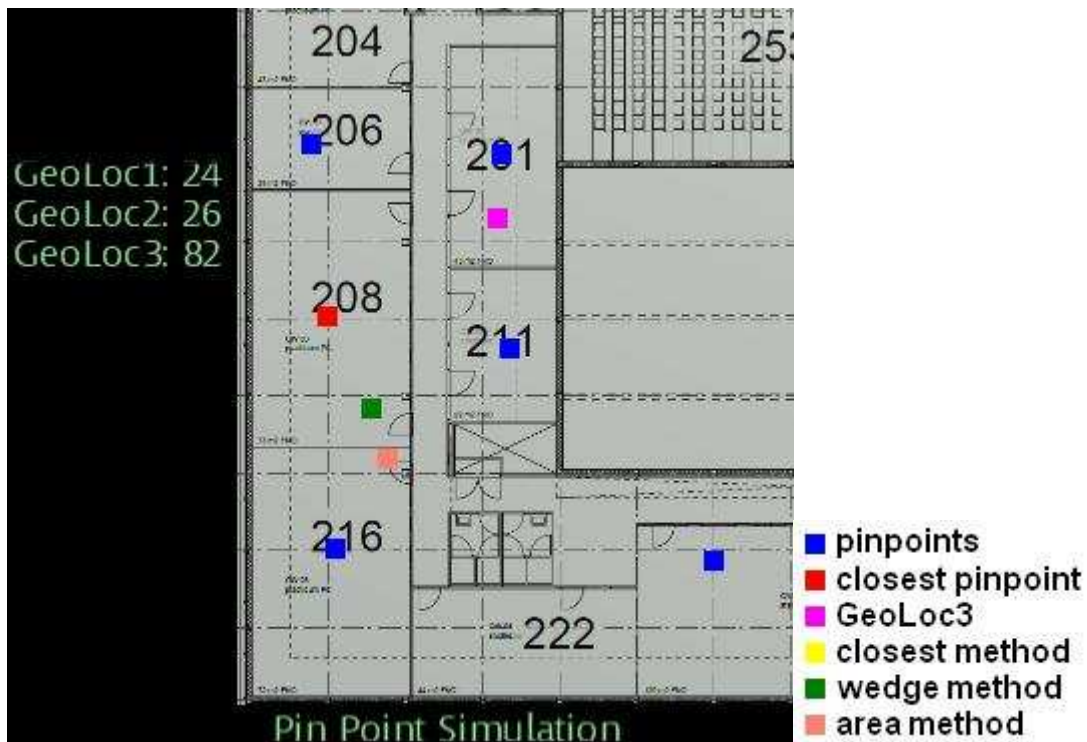 204
253
206
201
GeoLoc1: 24
GeoLoc2: 26
GeoLoc3: 82
208
211
216
pinpoints
closest pinpoint
GeoLoc3
222
closest method
wedge method
area method
Pin Point Simulation